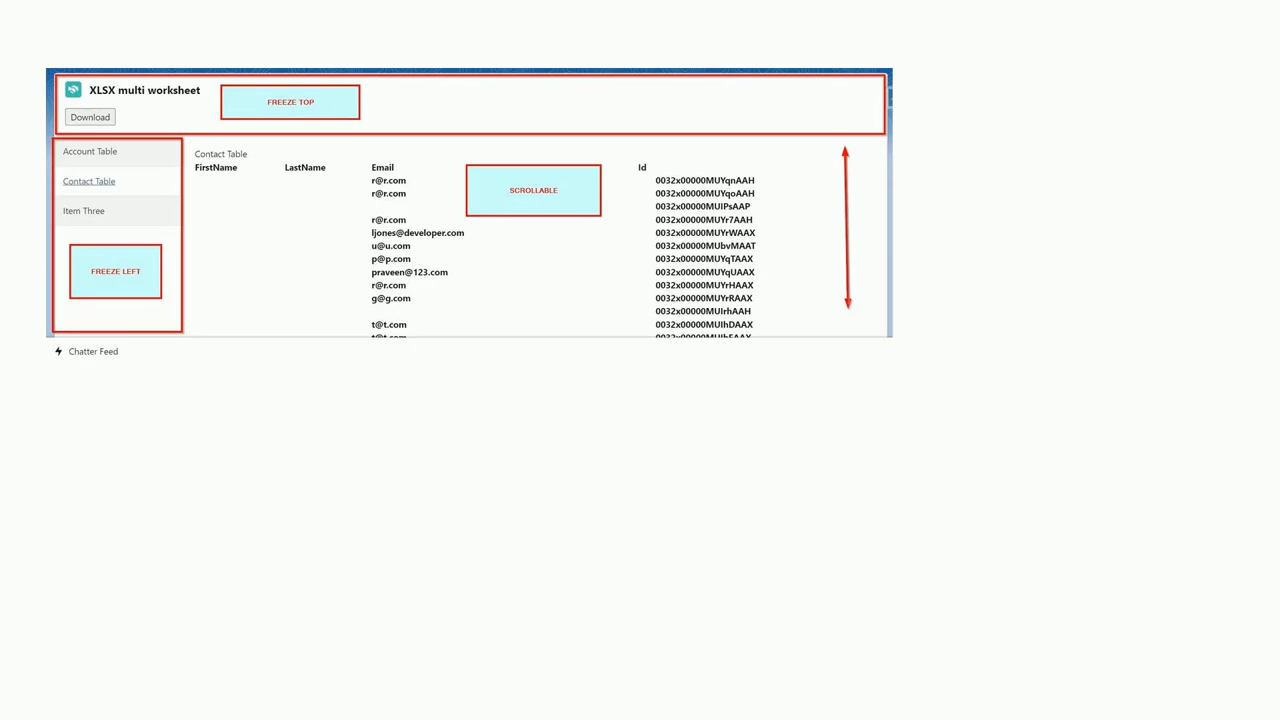 XLSX multi worksheet
FREEZE TOP
Download
Account Table
Contact Table
Item Three
FREEZE LEFT
Contact Table
FirstName LastName Email Id
r@r.com 0032x00000MUYqnAAH
r@r.com 0032x00000MUYqoAAH
SCROLLABLE
0032x00000MUIPsAAP
r@r.com 0032x00000MUYr7AAH
ljones@developer.com 0032x00000MUYrWAAX
u@u.com 0032x00000MUbvMAAT
p@p.com 0032x00000MUYqTAAX
praveen@123.com 0032x00000MUYqUAAX
r@r.com 0032x00000MUYrHAAX
g@g.com 0032x00000MUYrRAAX
0032x00000MUIrhAAH
t@t.com 0032x00000MUIhDAAX
Chatter Feed